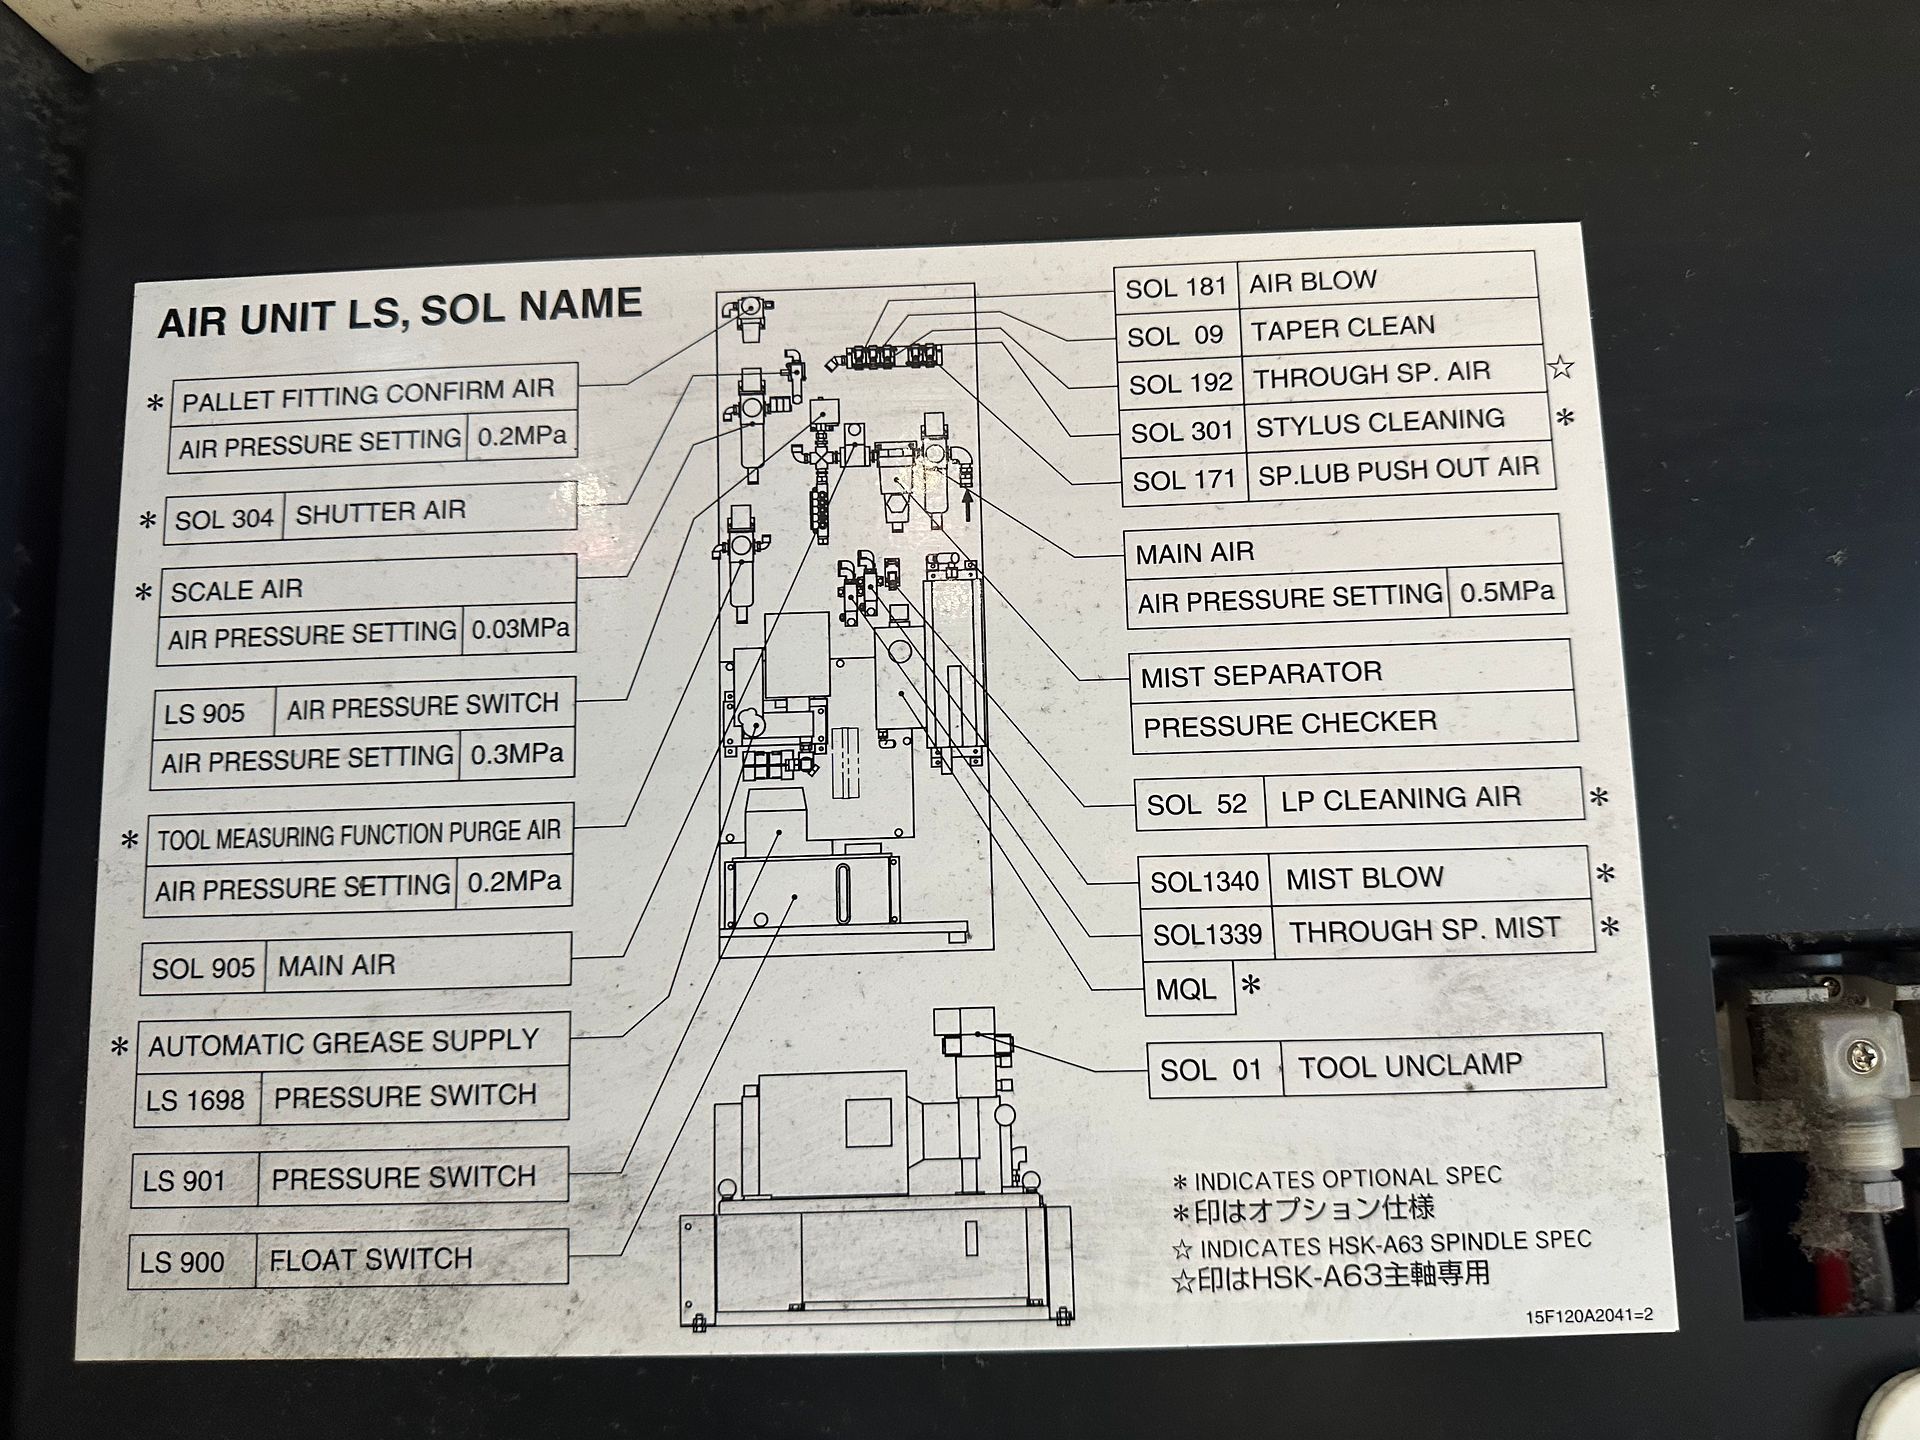 AIR UNIT LS, SOL NAME
* PALLET FITTING CONFIRM AIR
AIR PRESSURE SETTING 0.2MPa
* SOL 304 SHUTTER AIR
* SCALE AIR
AIR PRESSURE SETTING 0.03MPa
LS 905 AIR PRESSURE SWITCH
AIR PRESSURE SETTING 0.3MPa
* TOOL MEASURING FUNCTION PURGE AIR
AIR PRESSURE SETTING 0.2MPa
SOL 905 MAIN AIR
* AUTOMATIC GREASE SUPPLY
LS 1698 PRESSURE SWITCH
LS 901 PRESSURE SWITCH
LS 900 FLOAT SWITCH
SOL 181 AIR BLOW
SOL 09 TAPER CLEAN
SOL 192 THROUGH SP. AIR ☆
SOL 301 STYLUS CLEANING *
SOL 171 SP.LUB PUSH OUT AIR
MAIN AIR
AIR PRESSURE SETTING 0.5MPa
MIST SEPARATOR
PRESSURE CHECKER
SOL 52 LP CLEANING AIR *
SOL1340 MIST BLOW *
SOL1339 THROUGH SP. MIST *
MQL *
SOL 01 TOOL UNCLAMP
* INDICATES OPTIONAL SPEC
*印はオプション仕様
☆ INDICATES HSK-A63 SPINDLE SPEC
☆印はHSK-A63主軸専用
15F120A2041=2